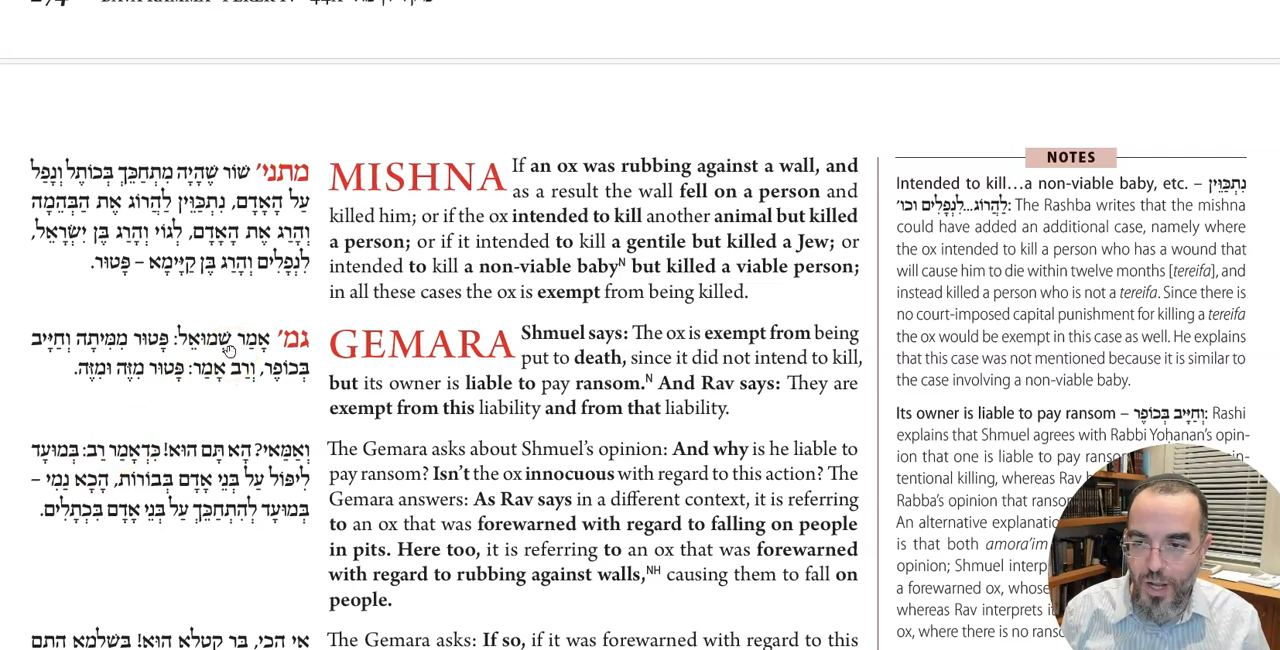 BAVA KAMMA · PEREK IV · 44A
MISHNA If an ox was rubbing against a wall, and
as a result the wall fell on a person and
killed him; or if the ox intended to kill another animal but killed
a person; or if it intended to kill a gentile but killed a Jew; or
intended to kill a non-viable babyᴺ but killed a viable person;
in all these cases the ox is exempt from being killed.
מתני׳ שׁוֹר שֶׁהָיָה מִתְחַכֵּךְ בְּכוֹתֶל וְנָפַל
עַל הָאָדָם, נִתְכַּוֵּין לַהֲרוֹג אֶת הַבְּהֵמָה
וְהָרַג אֶת הָאָדָם, לְגוֹי וְהָרַג בֶּן יִשְׂרָאֵל,
לִנְפָלִים וְהָרַג בֶּן קַיָּימָא – פָּטוּר.
GEMARA Shmuel says: The ox is exempt from being
put to death, since it did not intend to kill,
but its owner is liable to pay ransom.ᴺ And Rav says: They are
exempt from this liability and from that liability.
גמ׳ אָמַר שְׁמוּאֵל: פָּטוּר מִמִּיתָה וְחַיָּיב
בְּכוֹפֶר, וְרַב אָמַר: פָּטוּר מִזֶּה וּמִזֶּה.
The Gemara asks about Shmuel's opinion: And why is he liable to
pay ransom? Isn't the ox innocuous with regard to this action? The
Gemara answers: As Rav says in a different context, it is referring
to an ox that was forewarned with regard to falling on people
in pits. Here too, it is referring to an ox that was forewarned
with regard to rubbing against walls,ᴺᴴ causing them to fall on
people.
וְאַמַּאי? הָא תָּם הוּא! כִּדְאָמַר רַב: בְּמוּעָד
לִיפּוֹל עַל בְּנֵי אָדָם בְּבוֹרוֹת, הָכָא נַמִי –
בְּמוּעָד לְהִתְחַכֵּךְ עַל בְּנֵי אָדָם בִּכְתָלִים.
The Gemara asks: If so, if it was forewarned with regard to this
אִי הָכִי, בַּר קְטָלָא הוּא! בִּשְׁלָמָא הָתָם
NOTES
Intended to kill…a non-viable baby, etc. – נִתְכַּוֵּין
לַהֲרוֹג...לִנְפָלִים וכו׳: The Rashba writes that the mishna
could have added an additional case, namely where
the ox intended to kill a person who has a wound that
will cause him to die within twelve months [tereifa], and
instead killed a person who is not a tereifa. Since there is
no court-imposed capital punishment for killing a tereifa
the ox would be exempt in this case as well. He explains
that this case was not mentioned because it is similar to
the case involving a non-viable baby.
Its owner is liable to pay ransom – וְחַיָּיב בְּכוֹפֶר: Rashi
explains that Shmuel agrees with Rabbi Yoḥanan's opin-
ion that one is liable to pay ransom
tentional killing, whereas Rav
Rabba's opinion that ransom
An alternative explanation
is that both amora'im
opinion; Shmuel
a forewarned ox, whose
whereas Rav interprets
ox, where there is no ransom